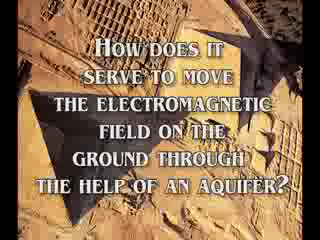 How does it
serve to move
the electromagnetic
field on the
ground through
the help of an aquifer?